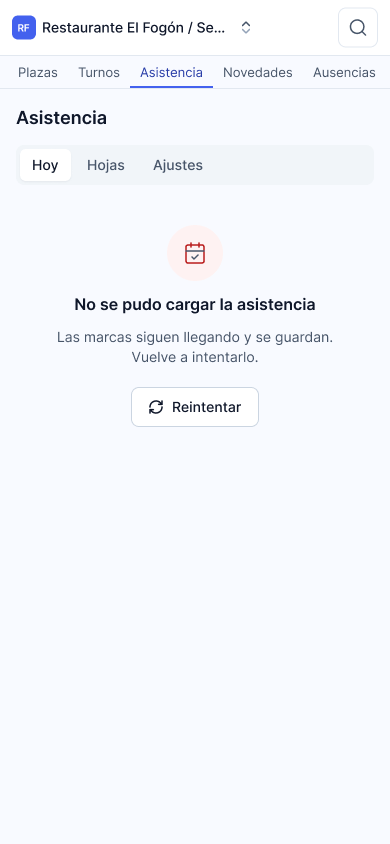 RF Restaurante El Fogón / Se...
Plazas Turnos Asistencia Novedades Ausencias
Asistencia
Hoy Hojas Ajustes
No se pudo cargar la asistencia
Las marcas siguen llegando y se guardan.
Vuelve a intentarlo.
Reintentar